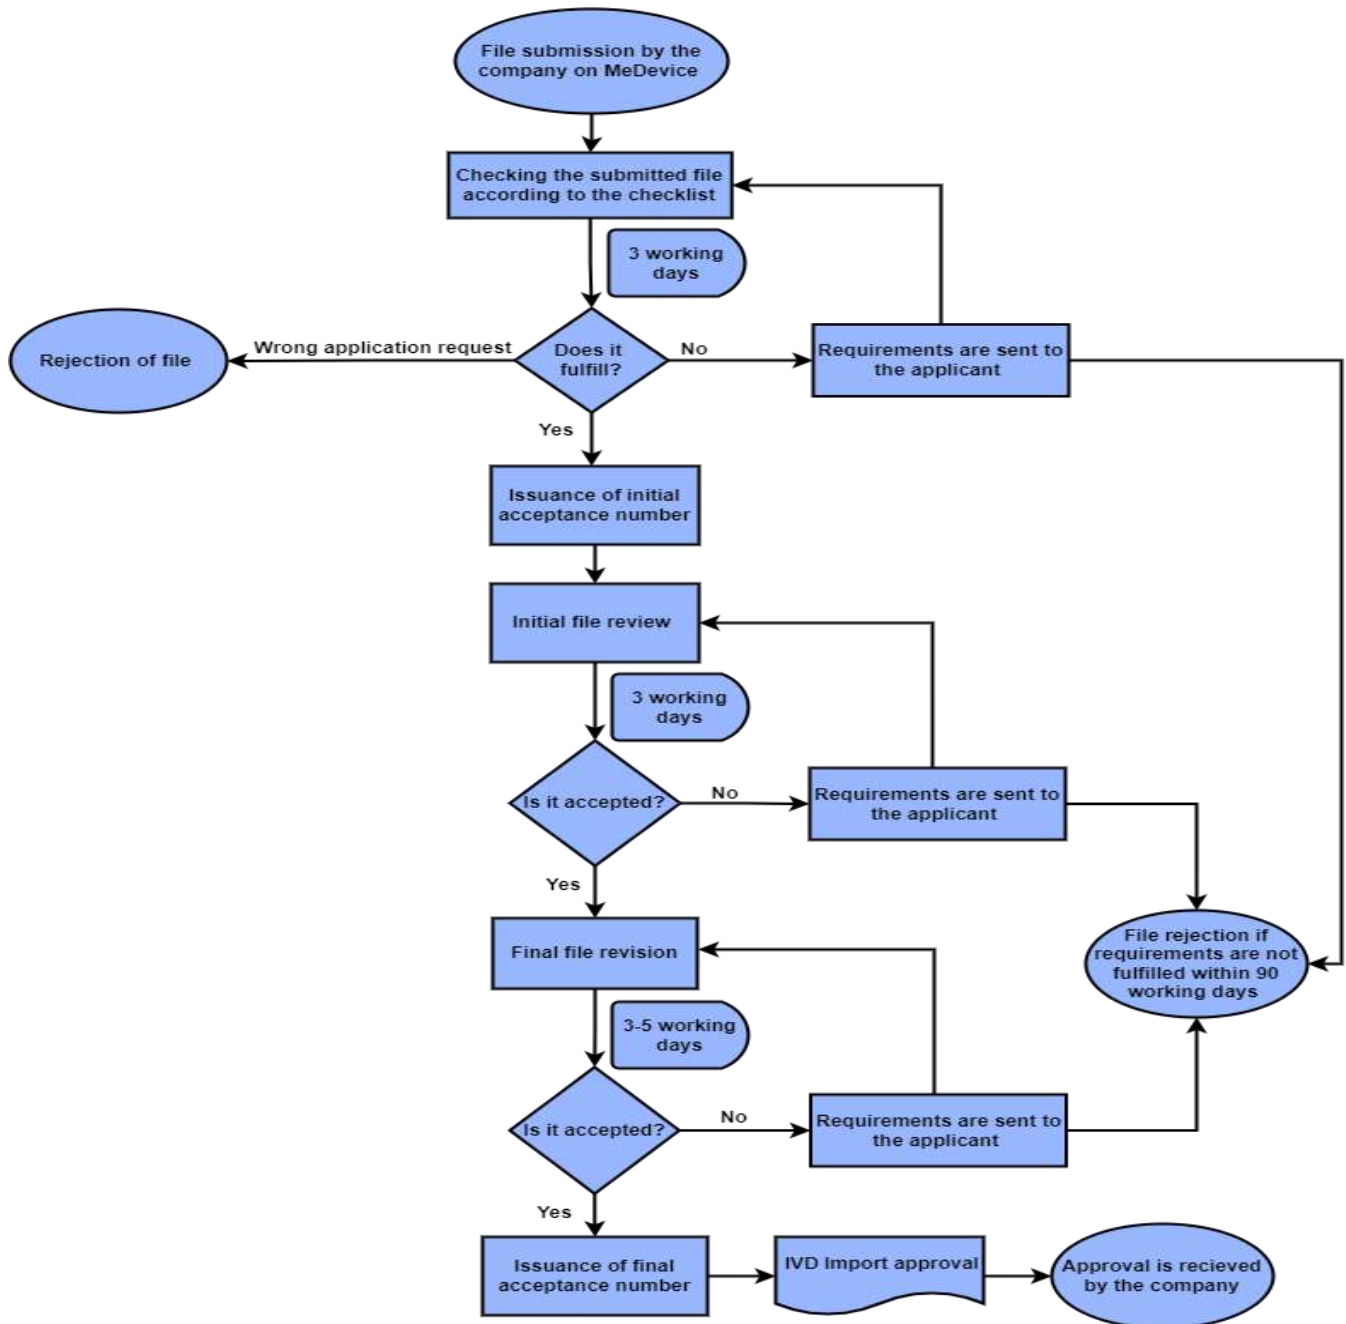 File submission by the
company on MeDevice
Checking the submitted file
according to the checklist
3 working
days
Rejection of file
Wrong application request
Does it
fulfill?
No
Requirements are sent to
the applicant
Yes
Issuance of initial
acceptance number
Initial file review
3 working
days
Is it accepted?
No
Requirements are sent to
the applicant
Yes
Final file revision
File rejection if
requirements are not
fulfilled within 90
working days
3-5 working
days
Is it accepted?
No
Requirements are sent to
the applicant
Yes
Issuance of final
acceptance number
IVD Import approval
Approval is recieved
by the company